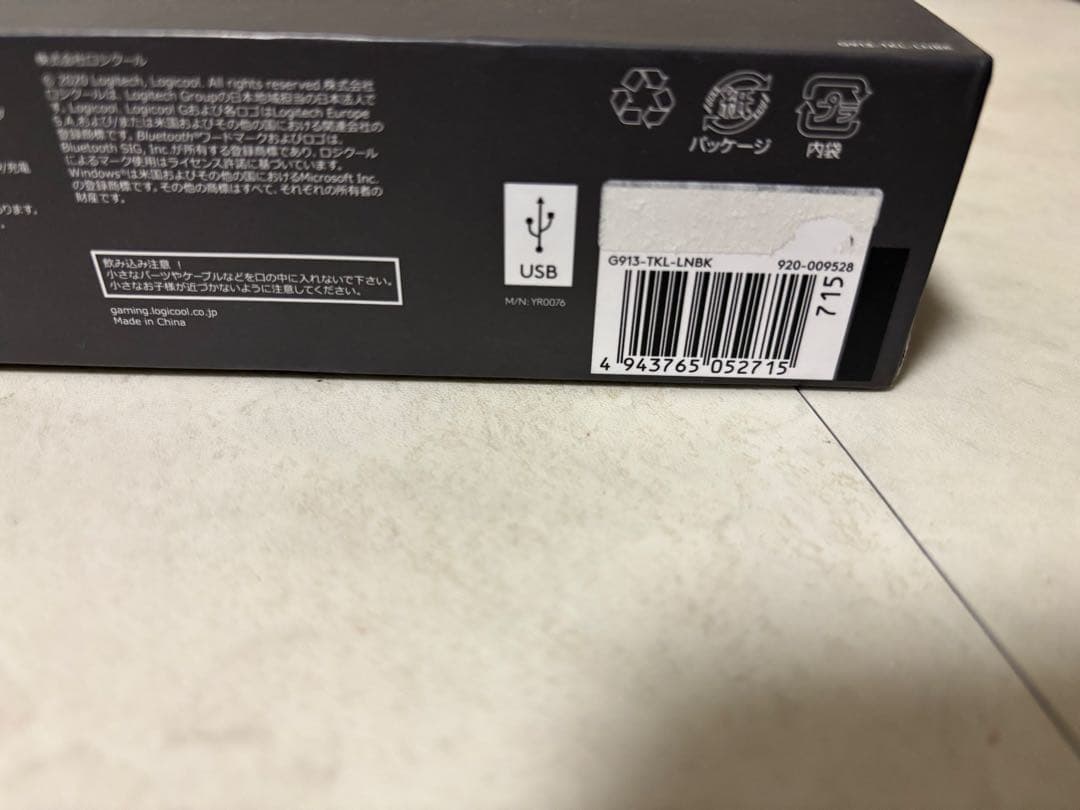 株式会社ロジクール
© 2020 Logitech, Logicool. All rights reserved. 株式会社
ロジクールは、Logitech Groupの日本地域担当の日本法人で
す。Logicool、Logicool Gおよび各ロゴはLogitech Europe
S.A.および/または米国およびその他の国における関連会社の
登録商標です。Bluetooth®ワードマークおよびロゴは、
Bluetooth SIG, Inc.が所有する登録商標であり、ロジクール
によるマーク使用はライセンス許諾に基づいています。
Windows®は米国およびその他の国におけるMicrosoft Inc.
の登録商標です。その他の商標はすべて、それぞれの所有者の
財産です。
り/充電
ります。
飲み込み注意 !
小さなパーツやケーブルなどを口の中に入れないで下さい。
小さなお子様が近づかないように注意してください。
gaming.logicool.co.jp
Made in China
USB
M/N: YR0076
G913-TKL-LNBK
紙
パッケージ
プラ
内袋
G913-TKL-LNBK 920-009528
715
4 943765 052715